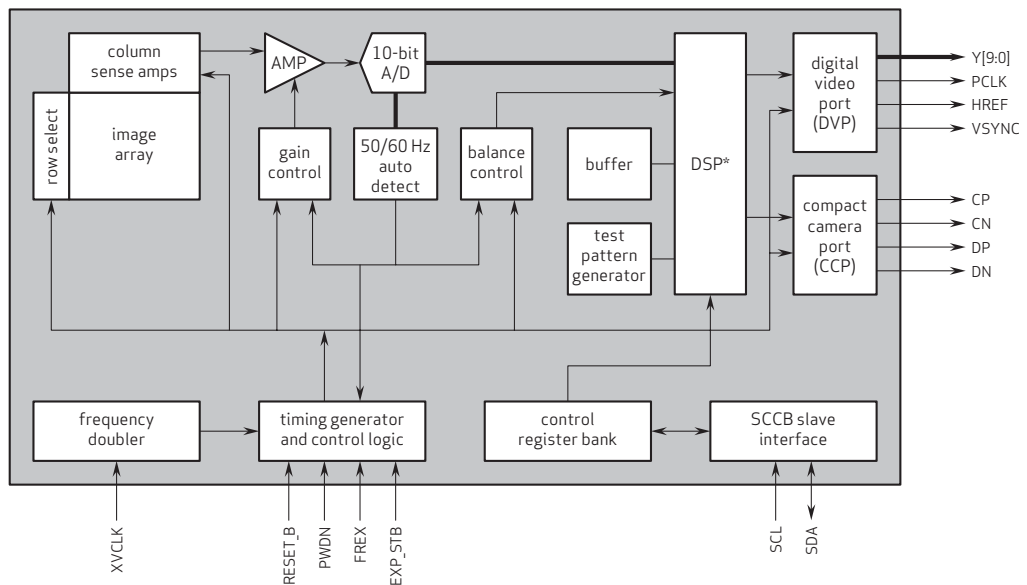 column
sense amps
row select
image
array
AMP
10-bit
A/D
gain
control
50/60 Hz
auto
detect
balance
control
buffer
test
pattern
generator
DSP*
digital
video
port
(DVP)
compact
camera
port
(CCP)
Y[9:0]
PCLK
HREF
VSYNC
CP
CN
DP
DN
frequency
doubler
timing generator
and control logic
control
register bank
SCCB slave
interface
XVCLK
RESET_B
PWDN
FREX
EXP_STB
SCL
SDA